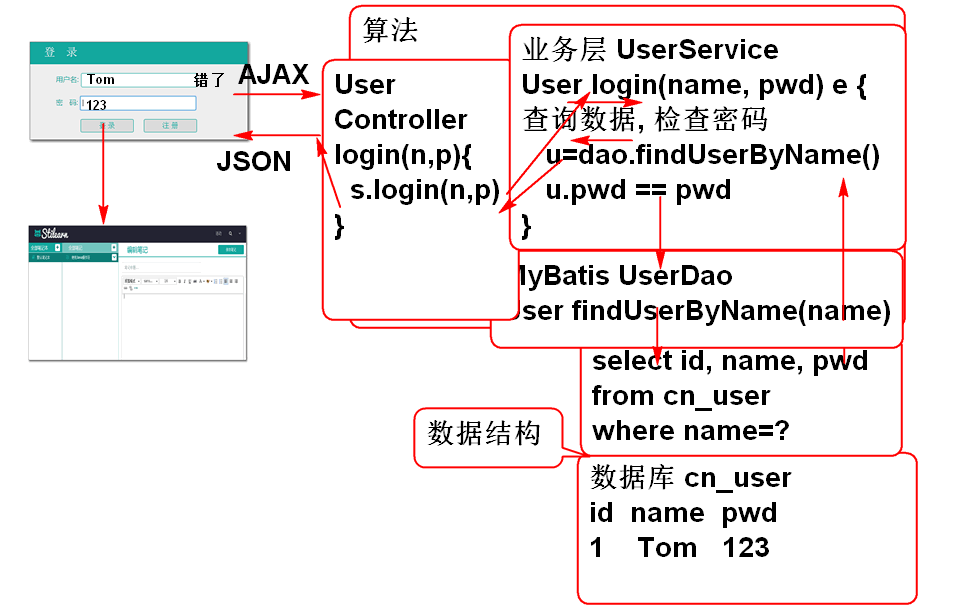 登 录
用户名: Tom 错了
密 码: 123
登 录 注 册
AJAX
JSON
Stilearn
编辑笔记
算法
User
Controller
login(n,p){
s.login(n,p)
}
业务层 UserService
User login(name, pwd) e {
查询数据, 检查密码
u=dao.findUserByName()
u.pwd == pwd
}
MyBatis UserDao
User findUserByName(name)
select id, name, pwd
from cn_user
where name=?
数据结构
数据库 cn_user
id name pwd
1 Tom 123